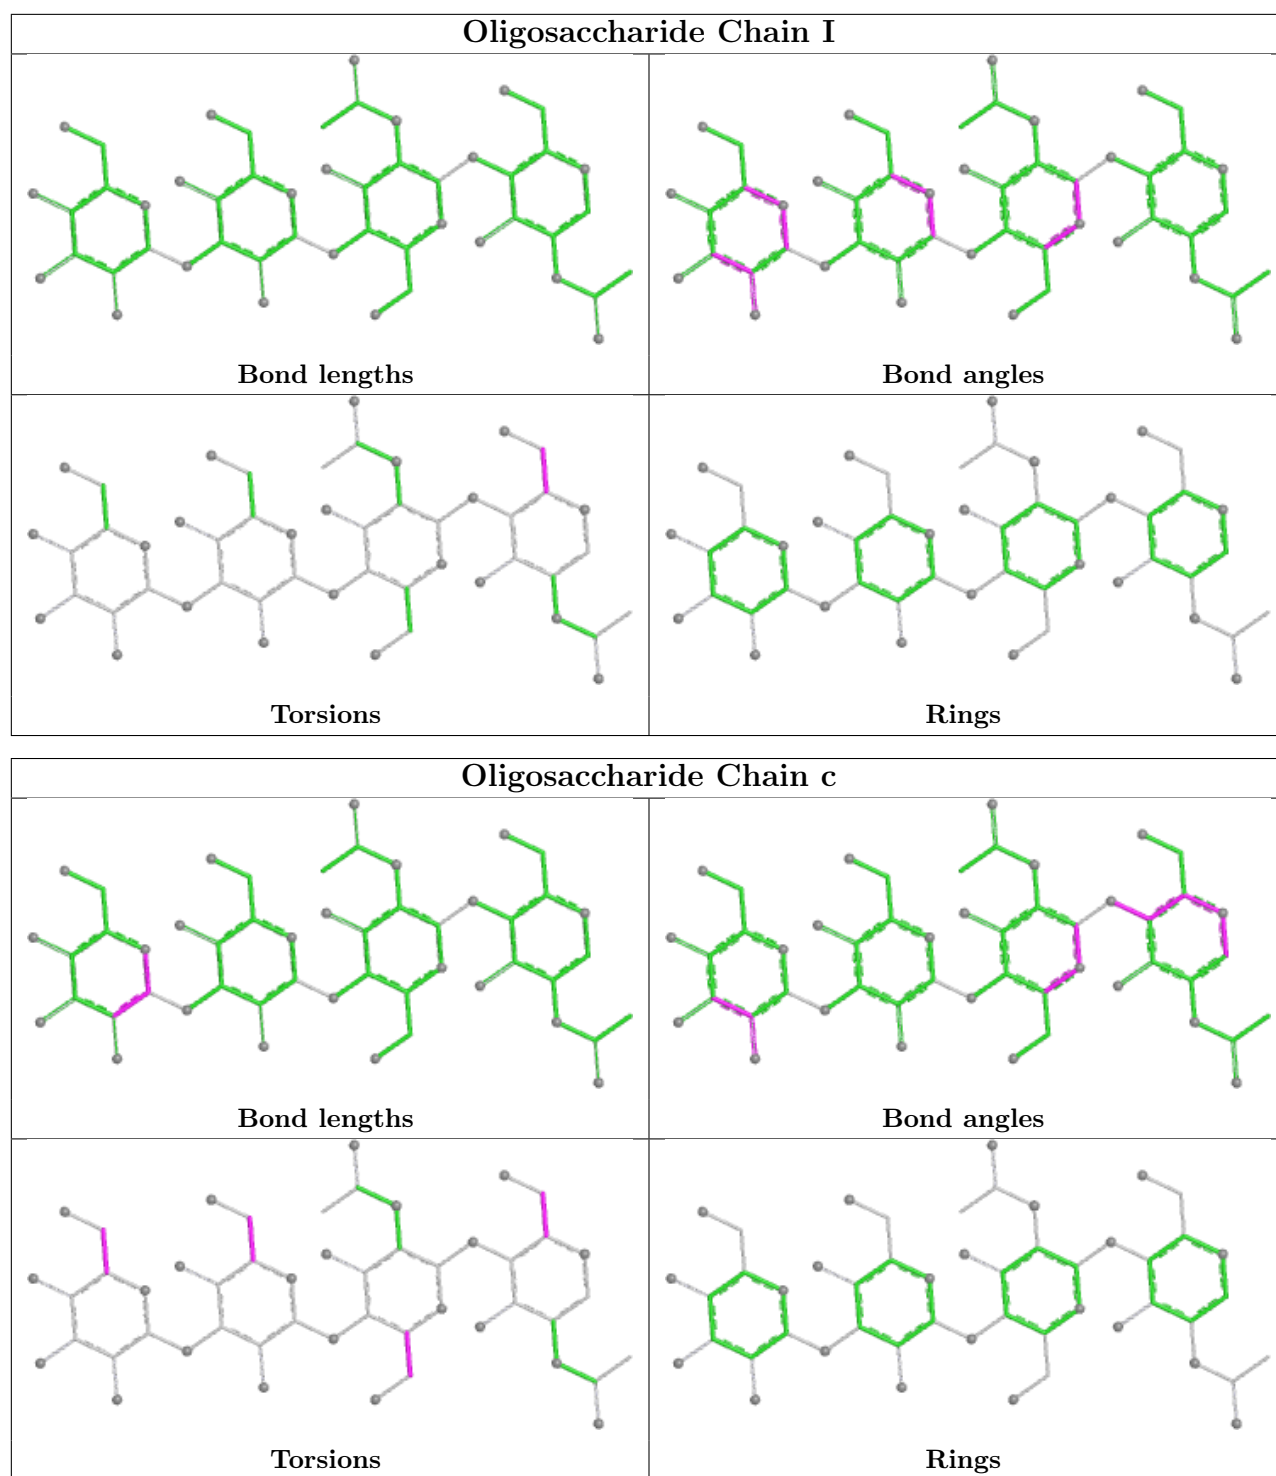 Oligosaccharide Chain I
Bond lengths
Bond angles
Torsions
Rings
Oligosaccharide Chain c
Bond lengths
Bond angles
Torsions
Rings